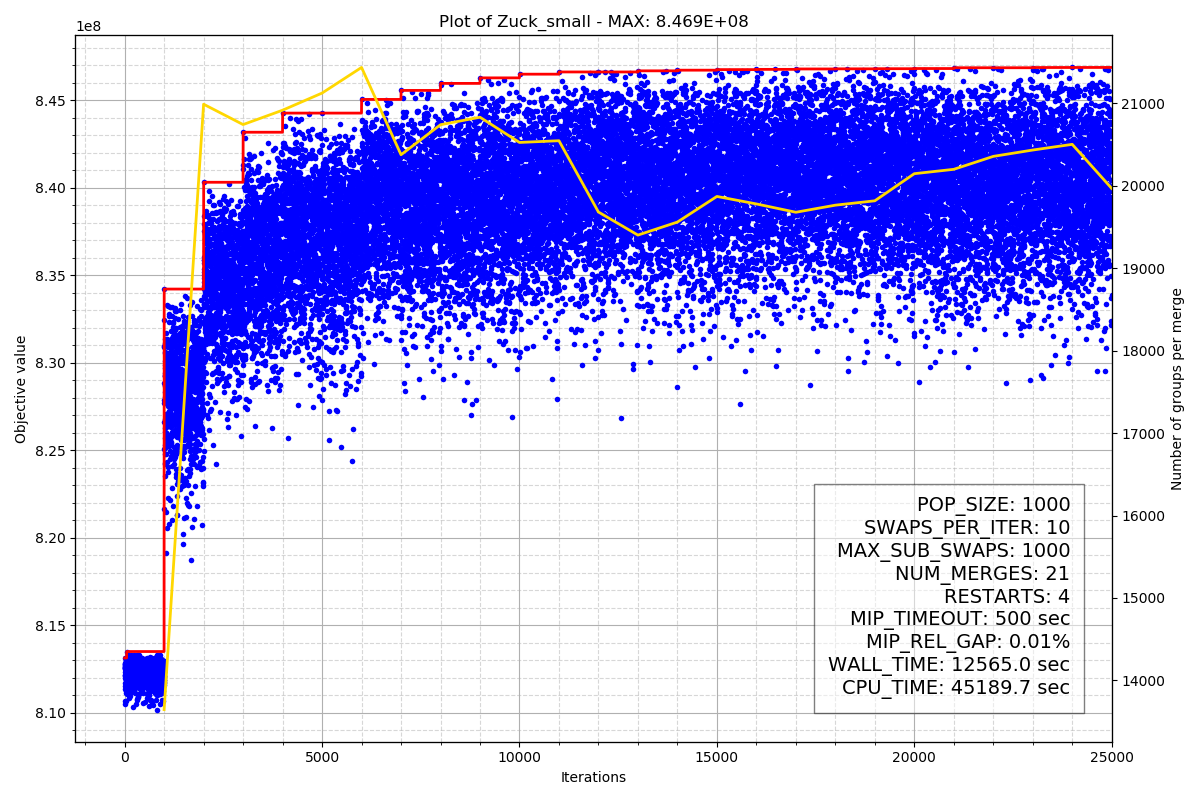 Plot of Zuck_small - MAX: 8.469E+08
1e8
8.45
8.40
8.35
8.30
8.25
8.20
8.15
8.10
Objective value
21000
20000
19000
18000
17000
16000
15000
14000
Number of groups per merge
POP_SIZE: 1000
SWAPS_PER_ITER: 10
MAX_SUB_SWAPS: 1000
NUM_MERGES: 21
RESTARTS: 4
MIP_TIMEOUT: 500 sec
MIP_REL_GAP: 0.01%
WALL_TIME: 12565.0 sec
CPU_TIME: 45189.7 sec
0 5000 10000 15000 20000 25000
Iterations